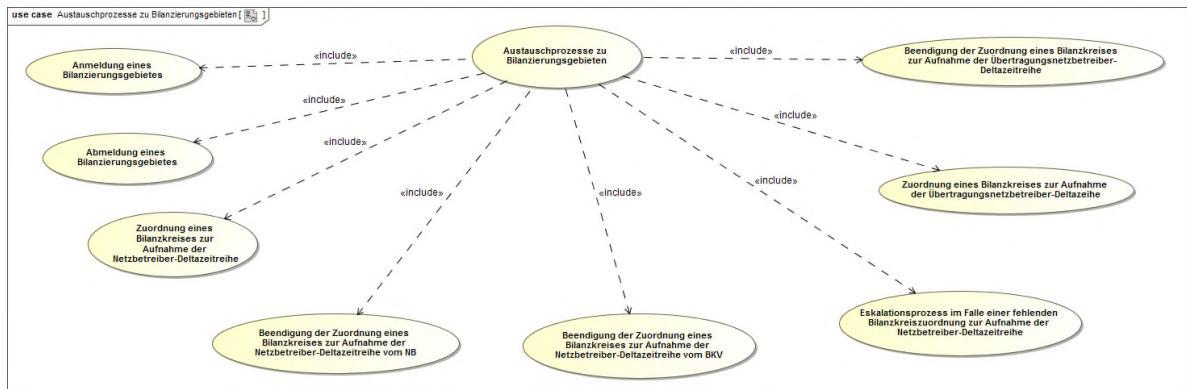 use case Austauschprozesse zu Bilanzierungsgebieten [ ]
Austauschprozesse zu
Bilanzierungsgebieten
«include»
«include»
«include»
«include»
«include»
«include»
«include»
«include»
Anmeldung eines
Bilanzierungsgebietes
Abmeldung eines
Bilanzierungsgebietes
Zuordnung eines
Bilanzkreises zur
Aufnahme der
Netzbetreiber-Deltazeitreihe
Beendigung der Zuordnung eines
Bilanzkreises zur Aufnahme der
Netzbetreiber-Deltazeitreihe vom NB
Beendigung der Zuordnung eines
Bilanzkreises zur Aufnahme der
Netzbetreiber-Deltazeitreihe vom BKV
Eskalationsprozess im Falle einer fehlenden
Bilanzkreiszuordnung zur Aufnahme der
Netzbetreiber-Deltazeitreihe
Zuordnung eines Bilanzkreises zur Aufnahme
der Übertragungsnetzbetreiber-Deltazeihe
Beendigung der Zuordnung eines Bilanzkreises
zur Aufnahme der Übertragungsnetzbetreiber-
Deltazeitreihe